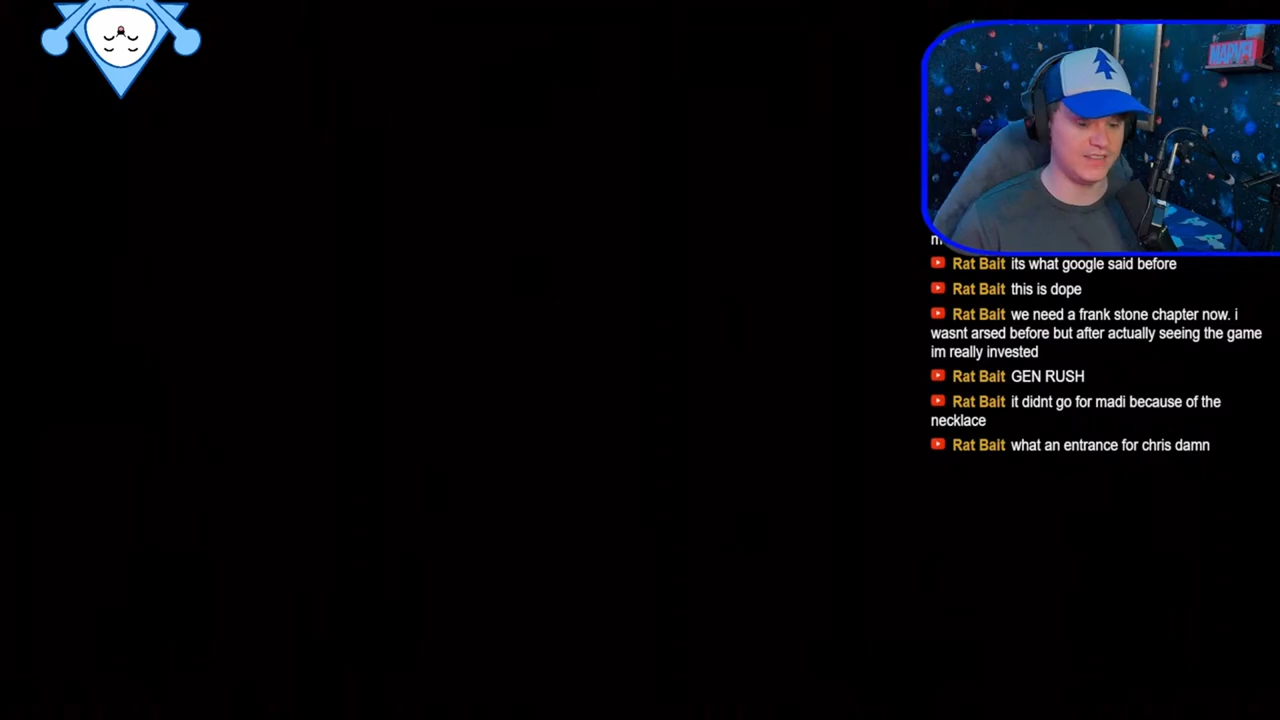 MARVEL
Rat Bait its what google said before
Rat Bait this is dope
Rat Bait we need a frank stone chapter now. i
wasnt arsed before but after actually seeing the game
im really invested
Rat Bait GEN RUSH
Rat Bait it didnt go for madi because of the
necklace
Rat Bait what an entrance for chris damn